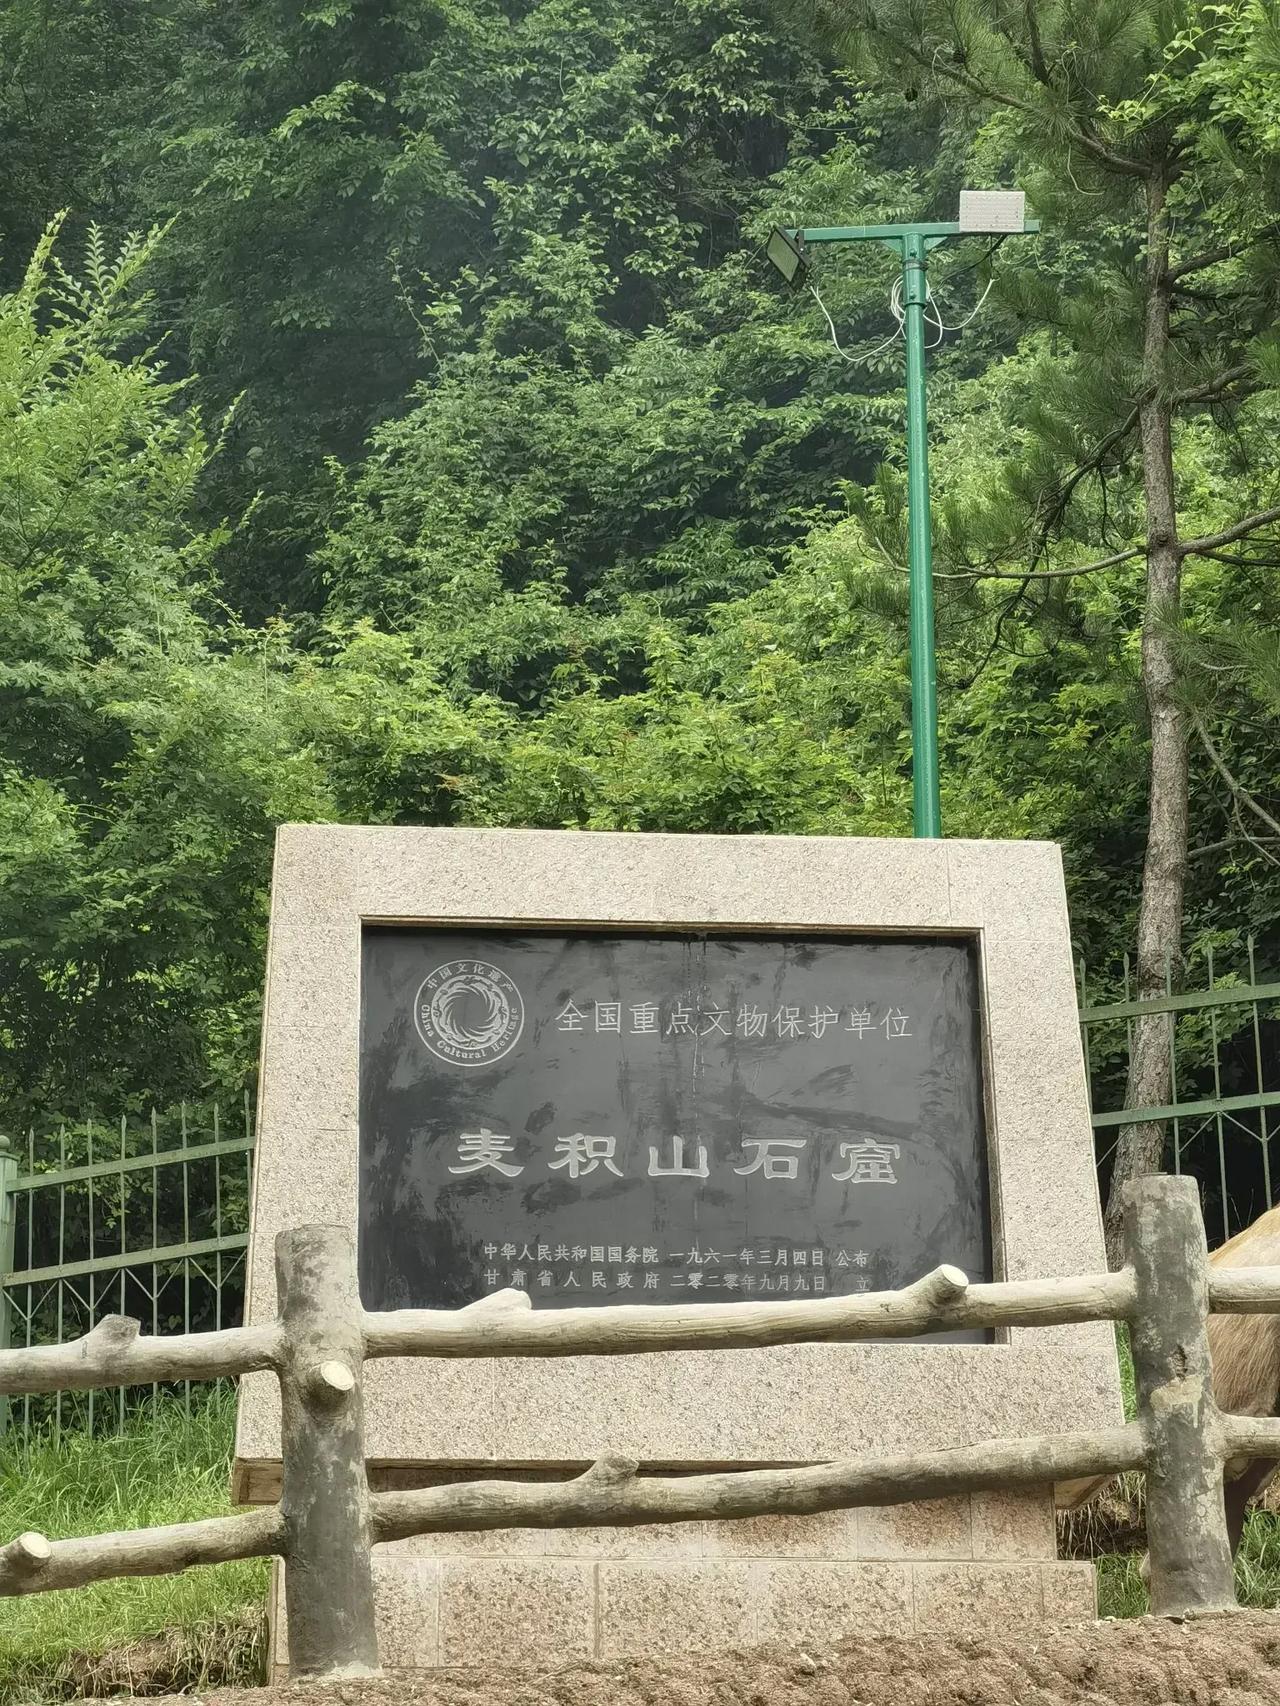 中国文化遗产
China Cultural Heritage
全国重点文物保护单位
麦积山石窟
中华人民共和国国务院 一九六一年三月四日 公布
甘肃省人民政府 二零二零年九月九日 立